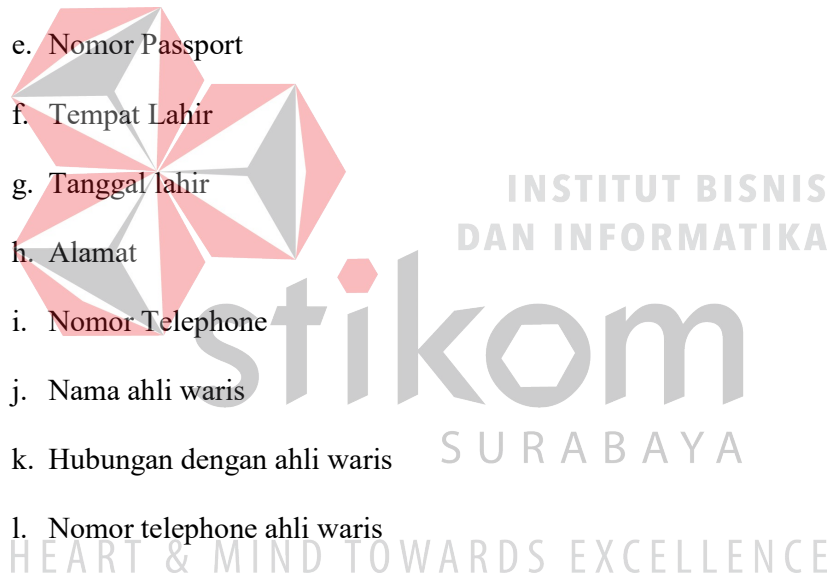 e. Nomor Passport
f. Tempat Lahir
g. Tanggal lahir
INSTITUT BISNIS
DAN INFORMATIKA
h. Alamat
i. Nomor Telephone
stikom
j. Nama ahli waris
SURABAYA
k. Hubungan dengan ahli waris
l. Nomor telephone ahli waris
HEART & MIND TOWARDS EXCELLENCE